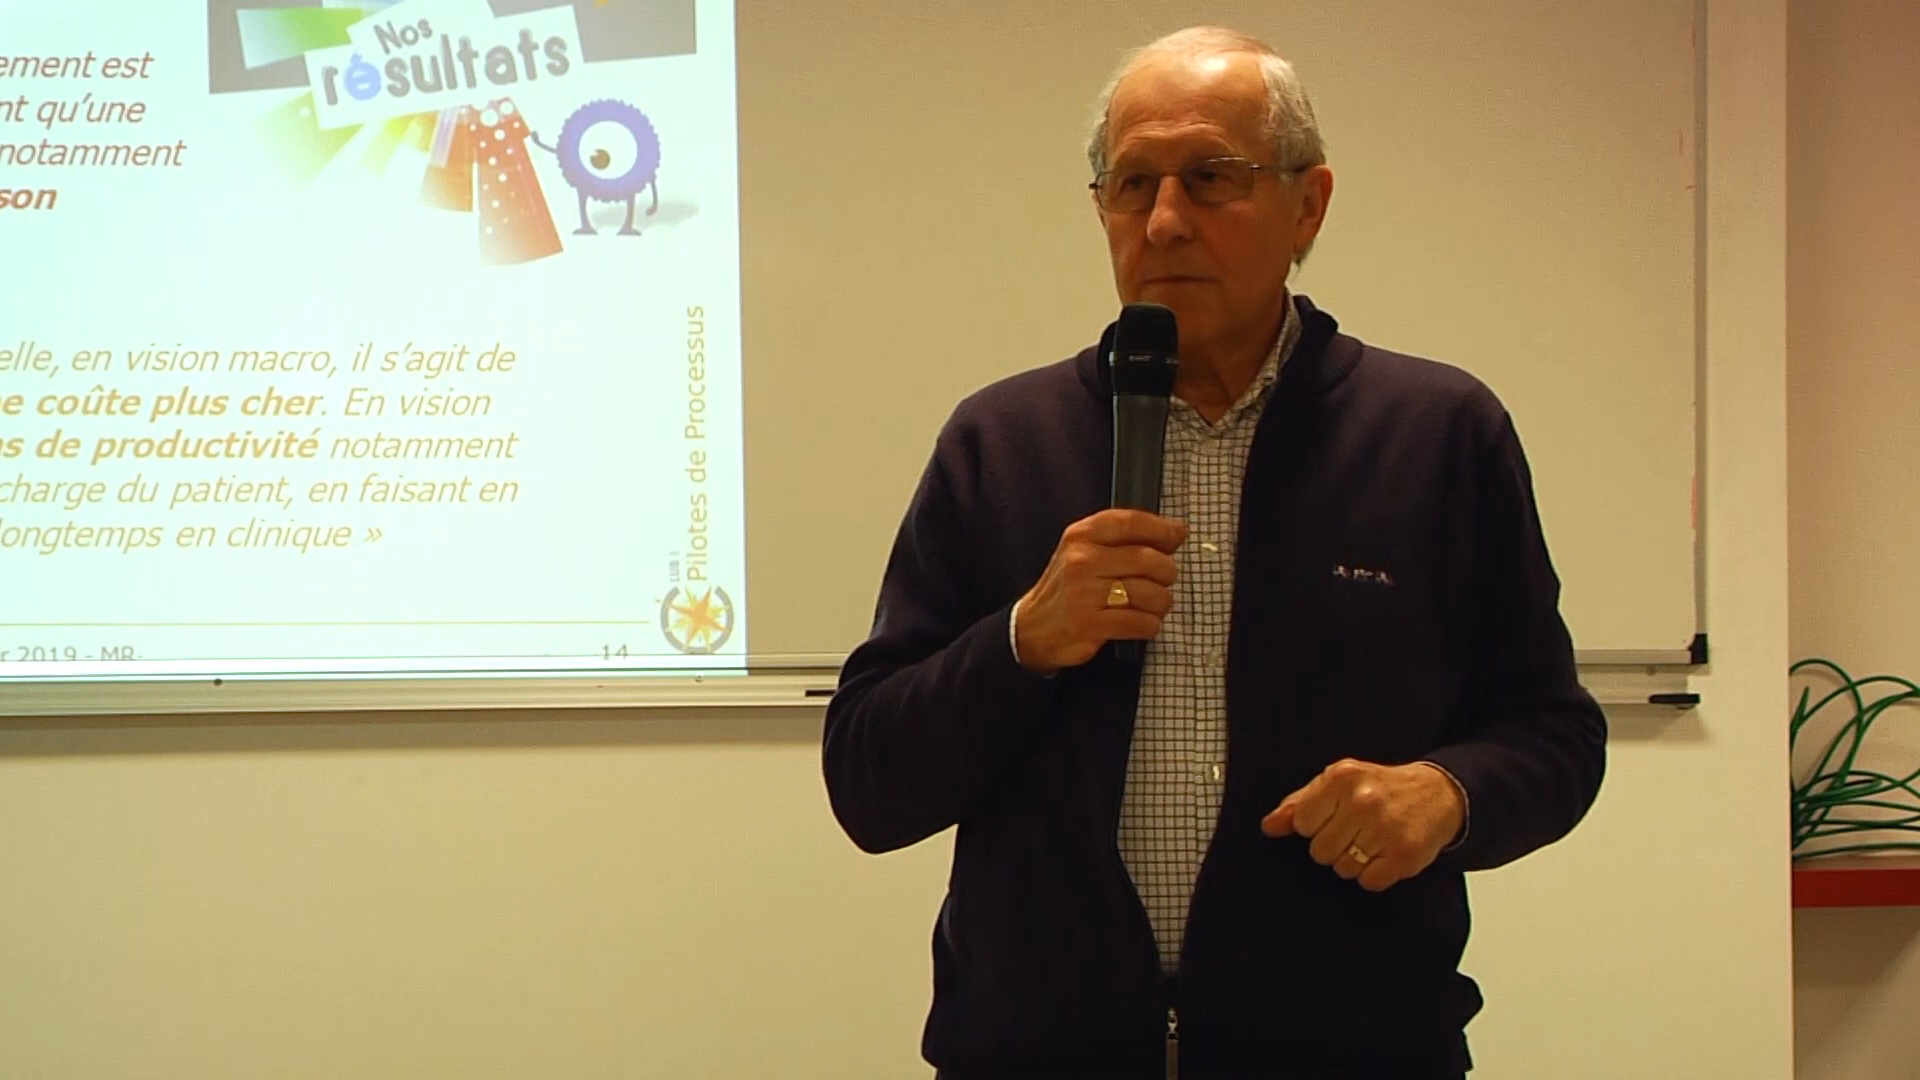 Nos
résultats
ement est
nt qu’une
notamment
son
elle, en vision macro, il s’agit de
e coûte plus cher. En vision
s de productivité notamment
charge du patient, en faisant en
longtemps en clinique »
Pilotes de Processus
r 2019 - MR
14